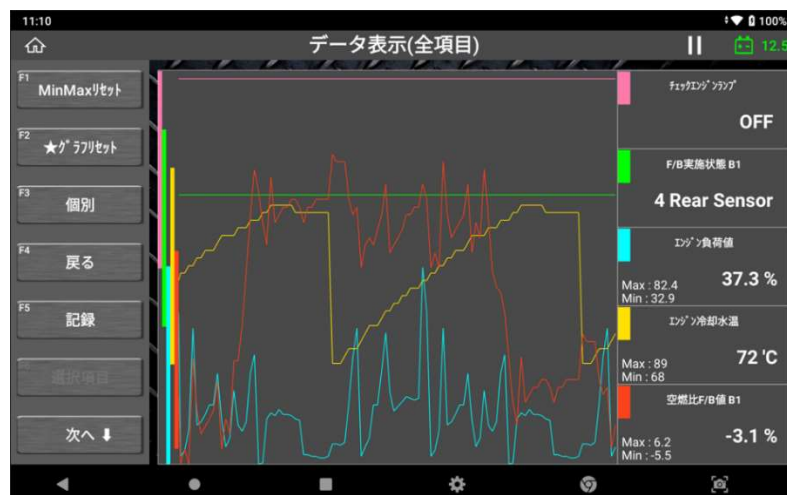 11:10
100%
データ表示(全項目)
12.5
F1
MinMaxリセット
F2
★グラフリセット
F3
個別
F4
戻る
F5
記録
選択項目
次へ⬇
チェックエンジンランプ
OFF
F/B実施状態 B1
4 Rear Sensor
エンジン負荷値
37.3 %
Max : 82.4
Min : 32.9
エンジン冷却水温
72 'C
Max : 89
Min : 68
空燃比F/B値 B1
-3.1 %
Max : 6.2
Min : -5.5